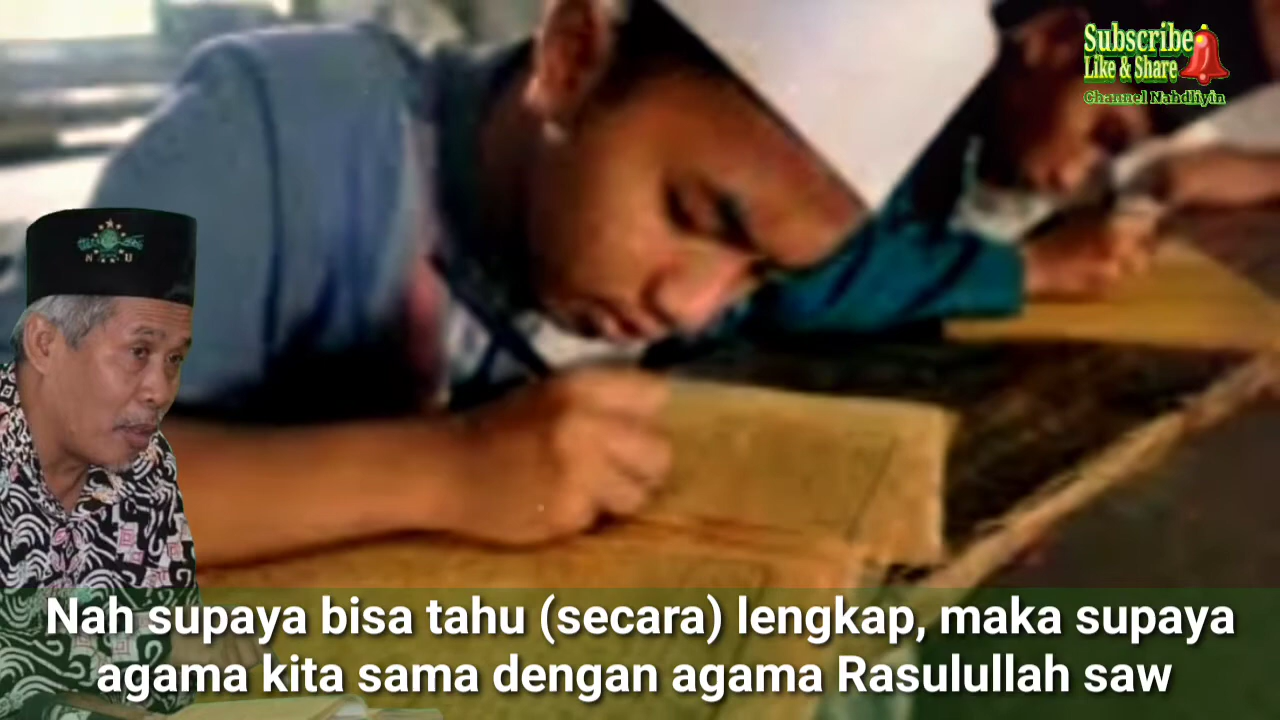 Subscribe
Like & Share
Channel Nahdliyin
N U
Nah supaya bisa tahu (secara) lengkap, maka supaya
agama kita sama dengan agama Rasulullah saw